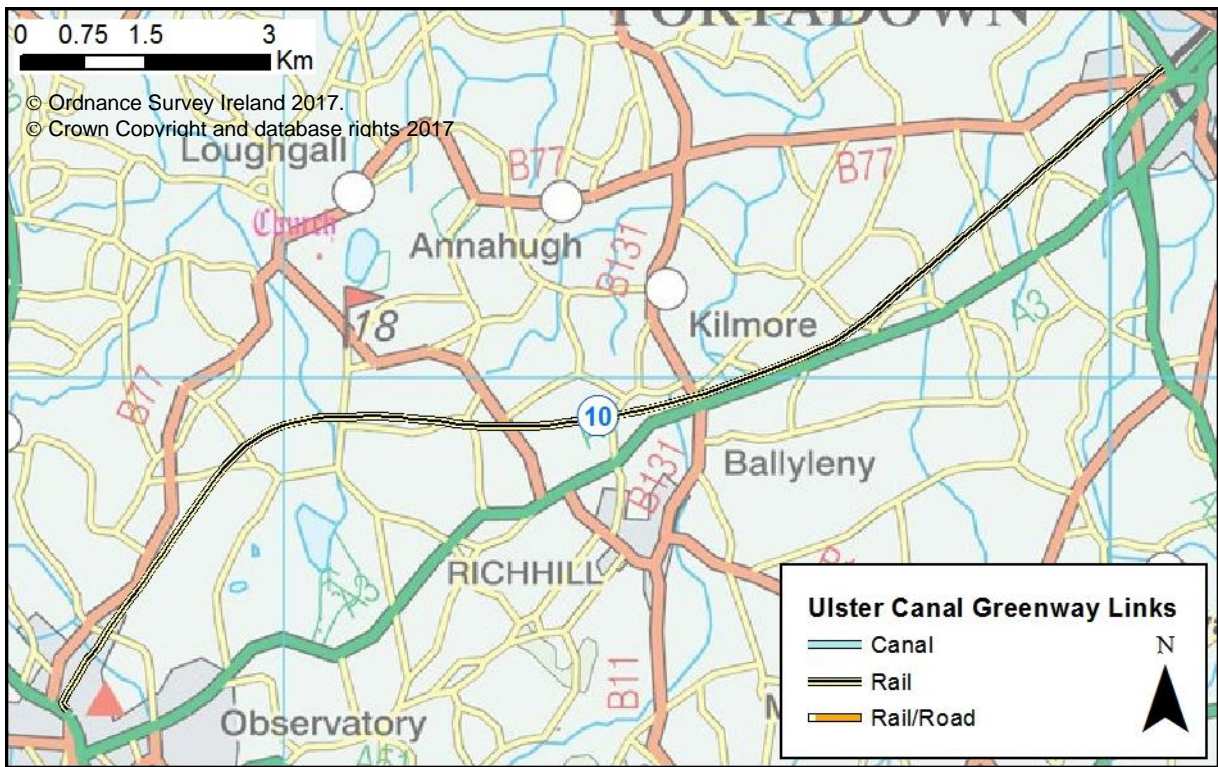 PORTADOWN
0 0.75 1.5 3
Km
© Ordnance Survey Ireland 2017.
© Crown Copyright and database rights 2017
Loughgall
B77
B77
Church
Annahugh
B131
18
Kilmore
A3
B77
10
B131
Ballyleny
RICHHILL
A3
B11
Observatory
A51
Ulster Canal Greenway Links
Canal
N
Rail
Rail/Road